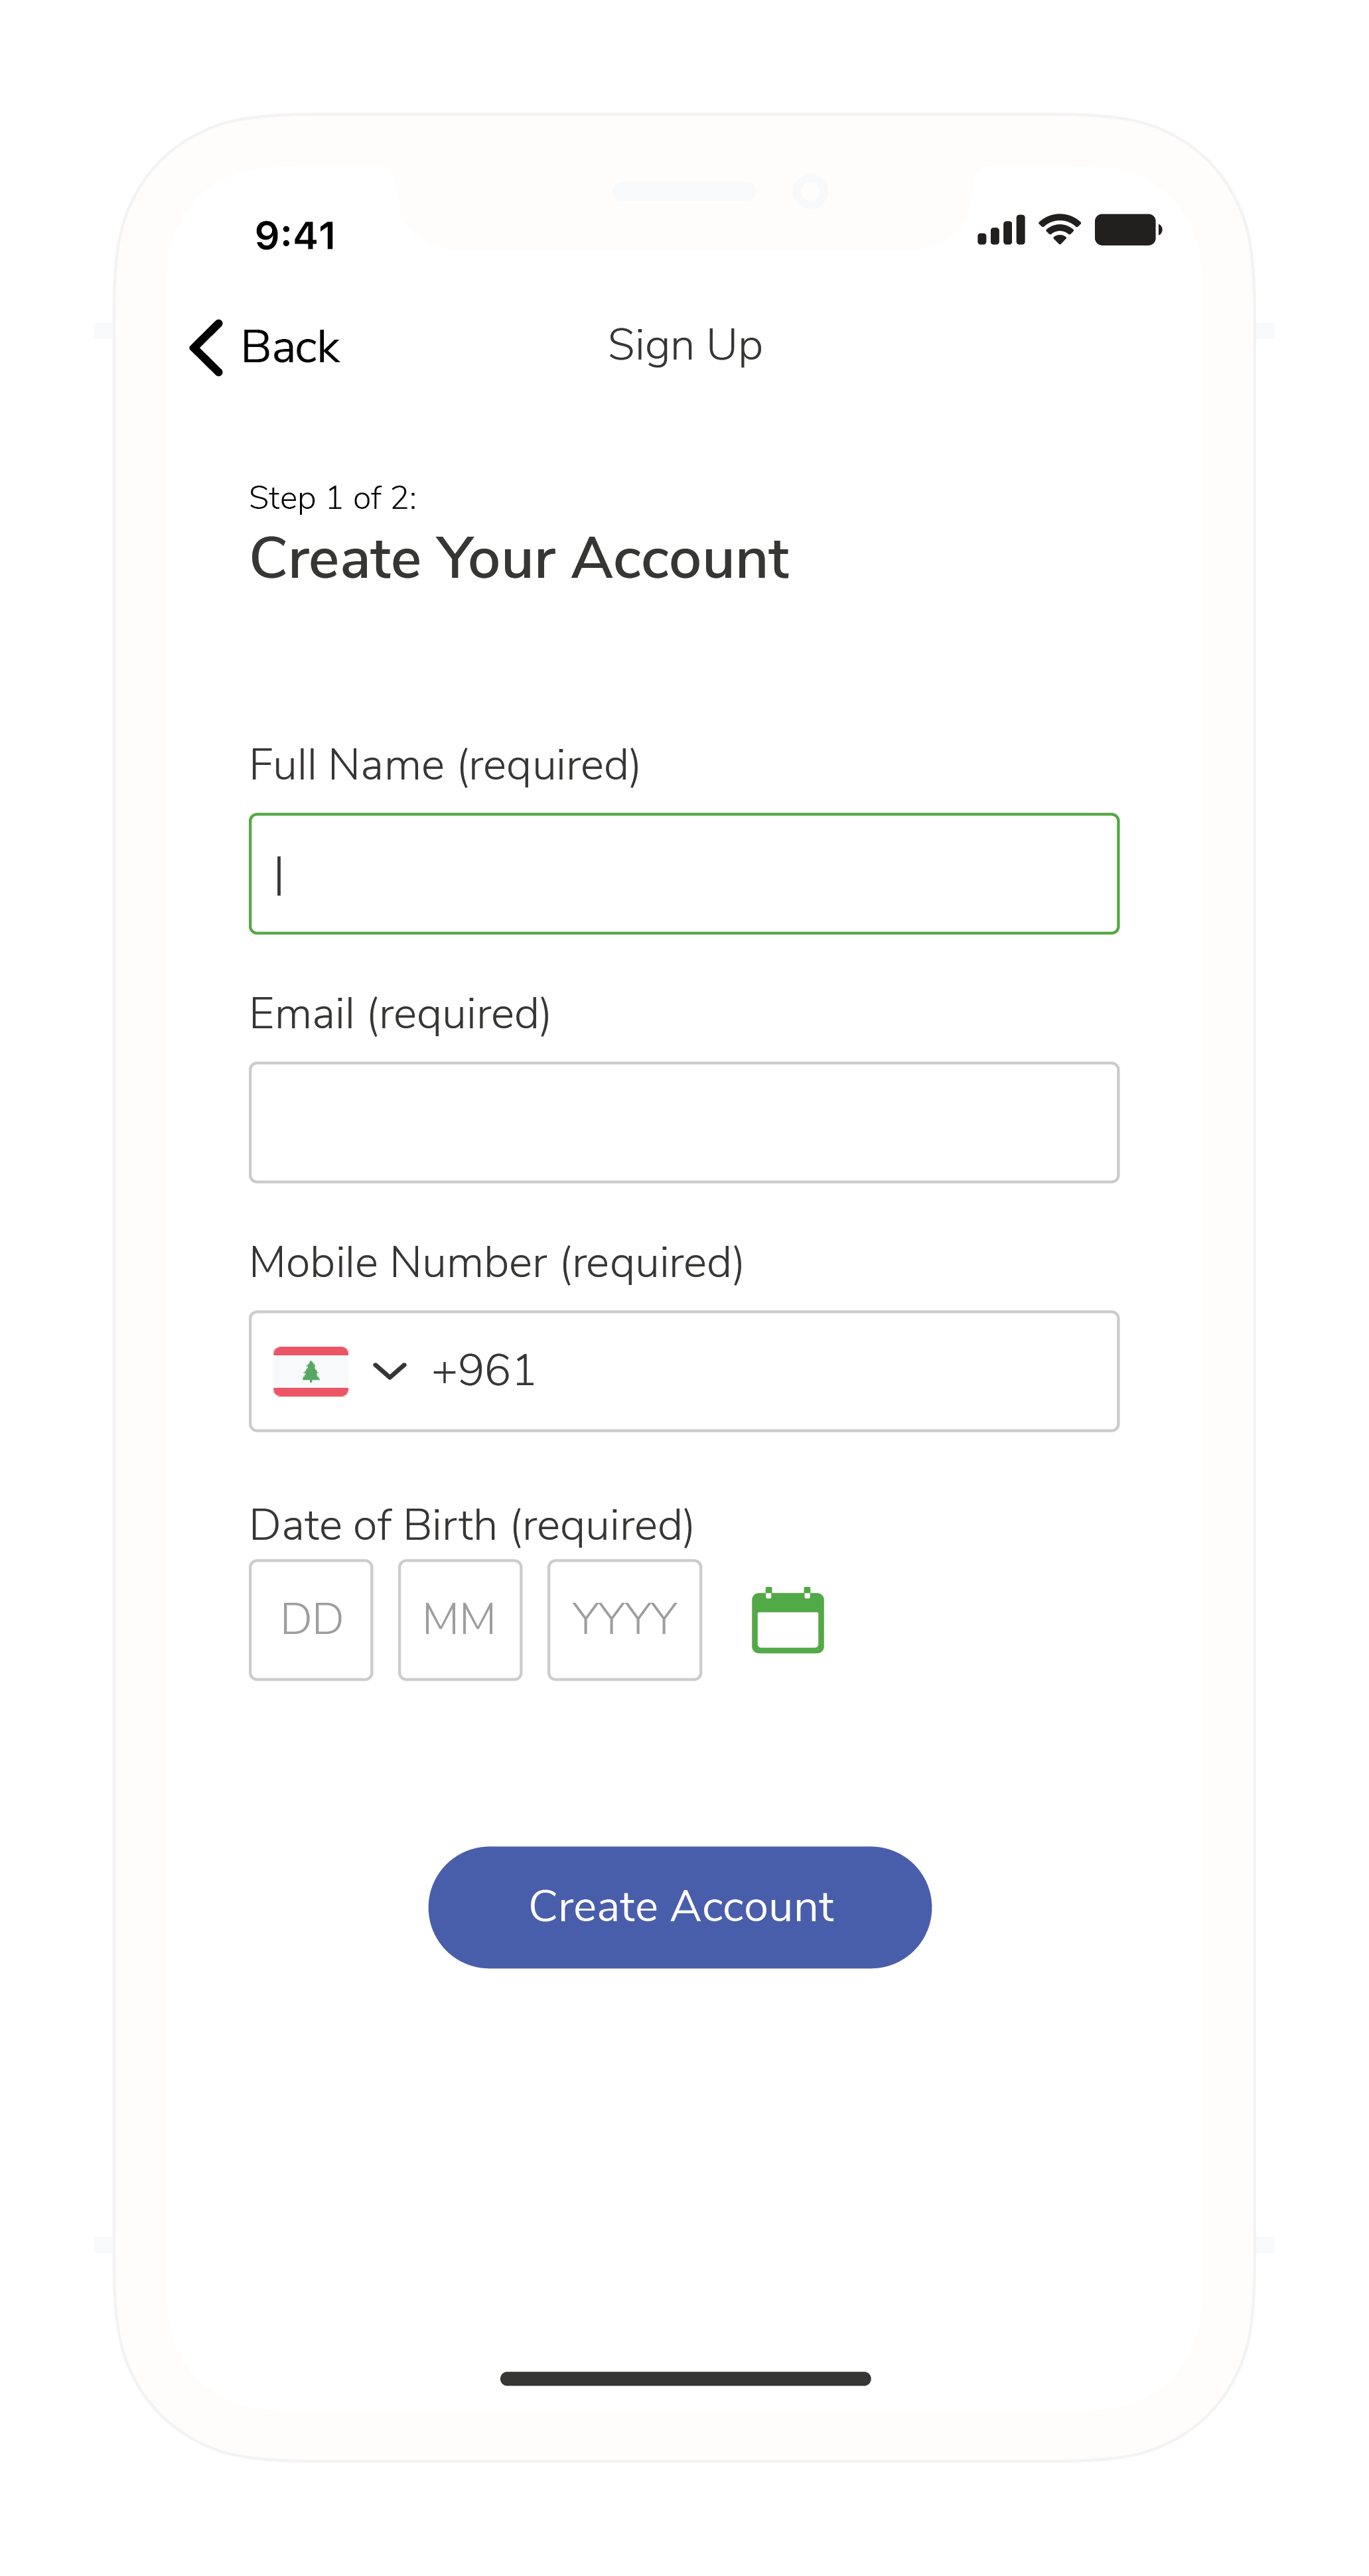 9:41
Back
Sign Up
Step 1 of 2:
Create Your Account
Full Name (required)
Email (required)
Mobile Number (required)
+961
Date of Birth (required)
DD MM YYYY
Create Account